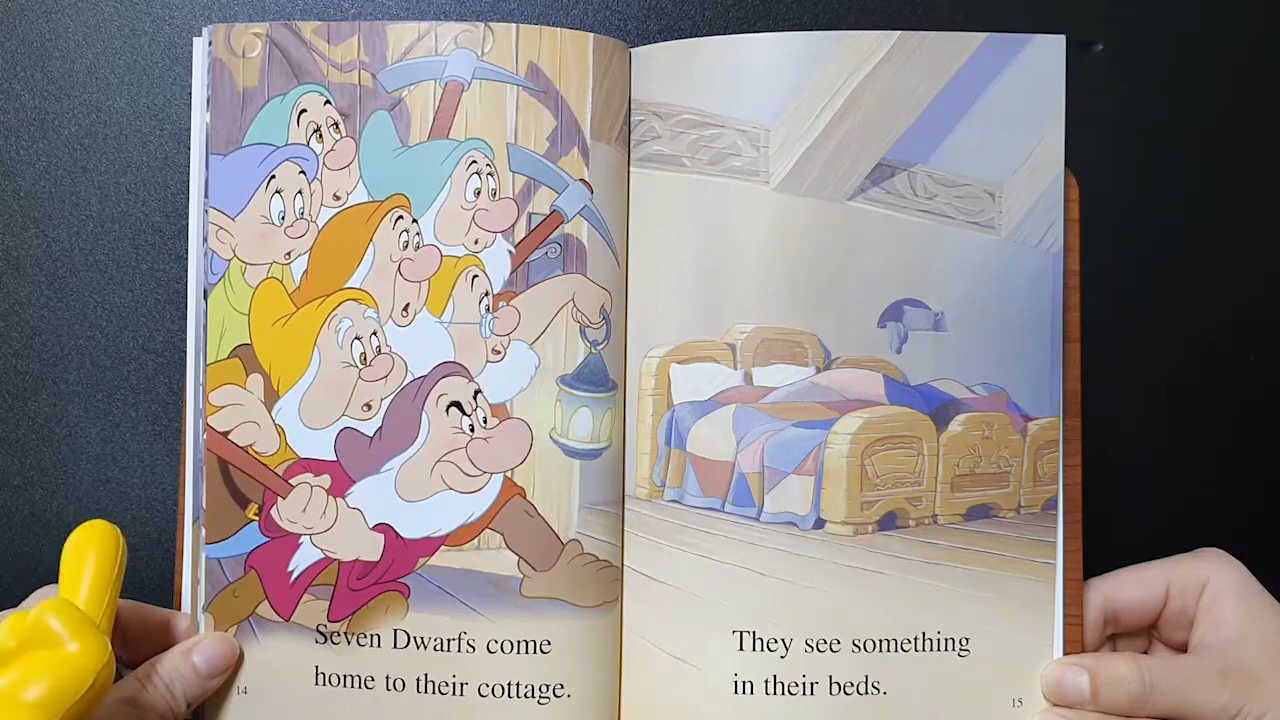 Seven Dwarfs come
home to their cottage.
14
They see something
in their beds.
15